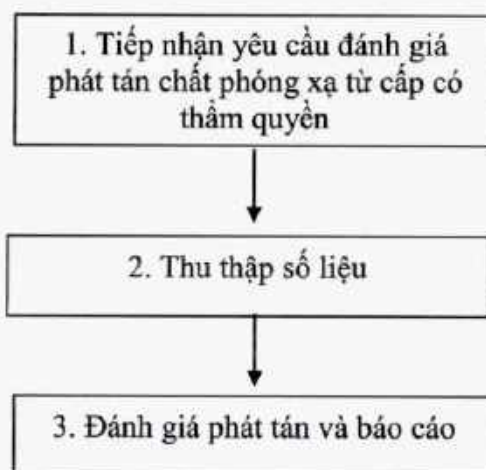 1. Tiếp nhận yêu cầu đánh giá
phát tán chất phóng xạ từ cấp có
thẩm quyền
2. Thu thập số liệu
3. Đánh giá phát tán và báo cáo